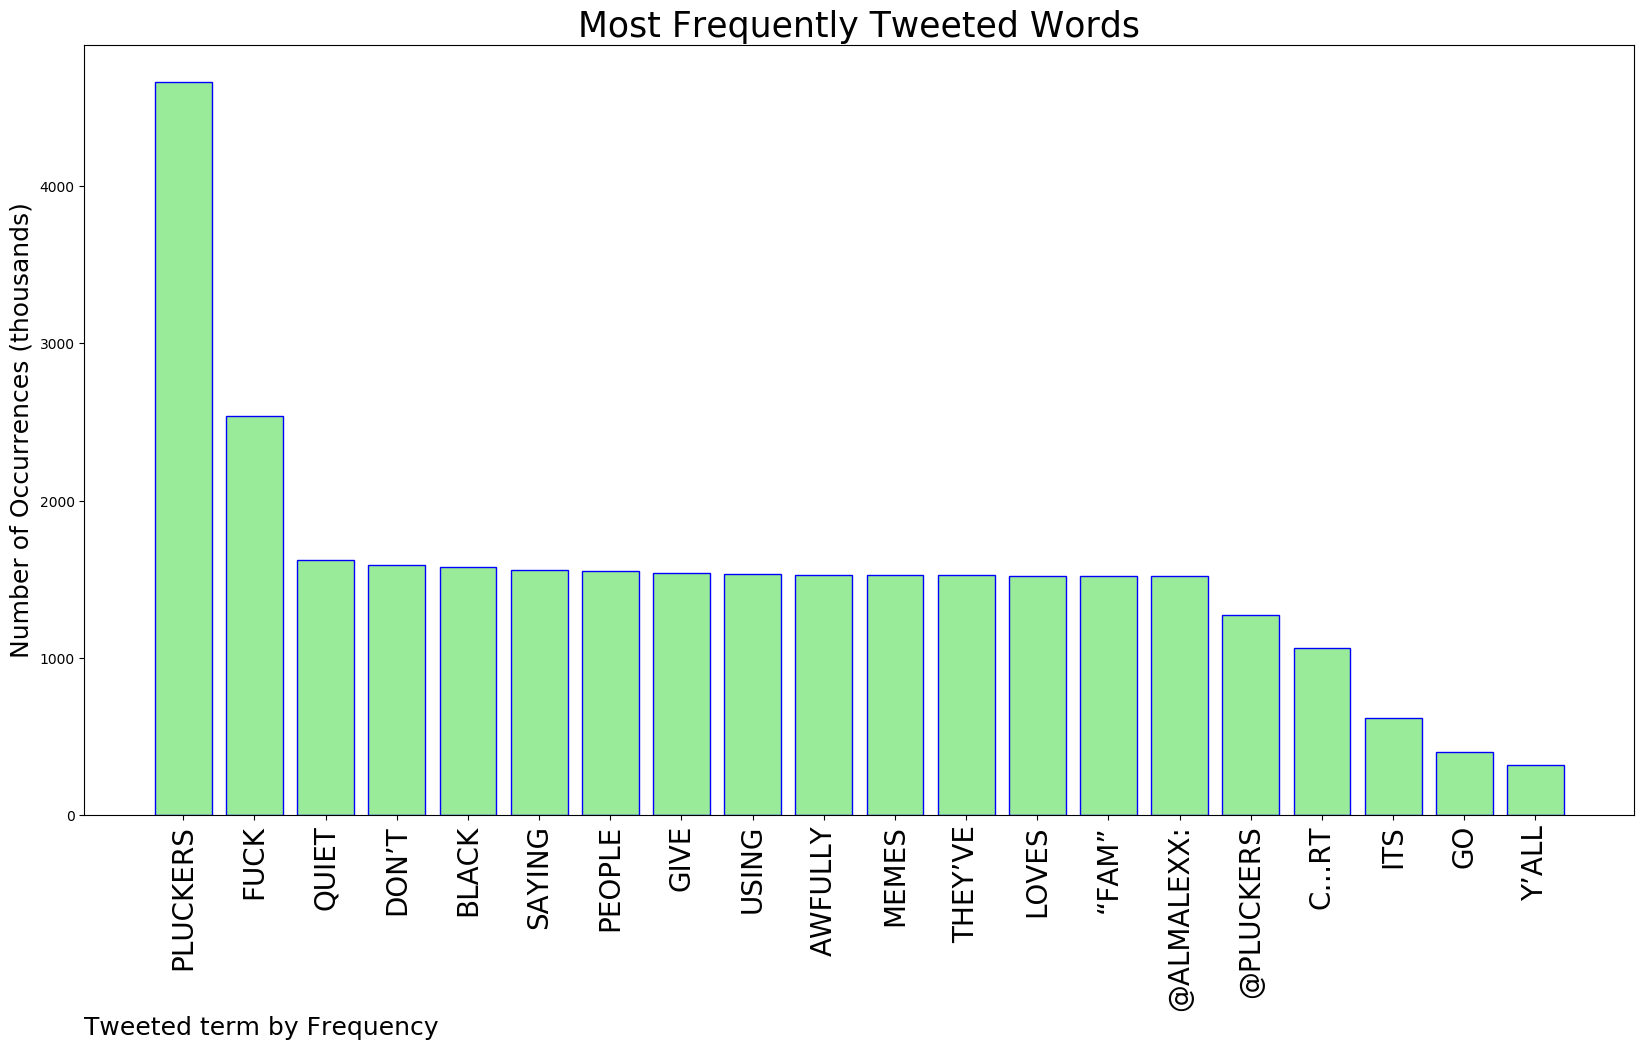 Most Frequently Tweeted Words
Number of Occurrences (thousands)
4000
3000
2000
1000
0
PLUCKERS
FUCK
QUIET
DON’T
BLACK
SAYING
PEOPLE
GIVE
USING
AWFULLY
MEMES
THEY’VE
LOVES
“FAM”
@ALMALEXX:
@PLUCKERS
C…RT
ITS
GO
Y’ALL
Tweeted term by Frequency